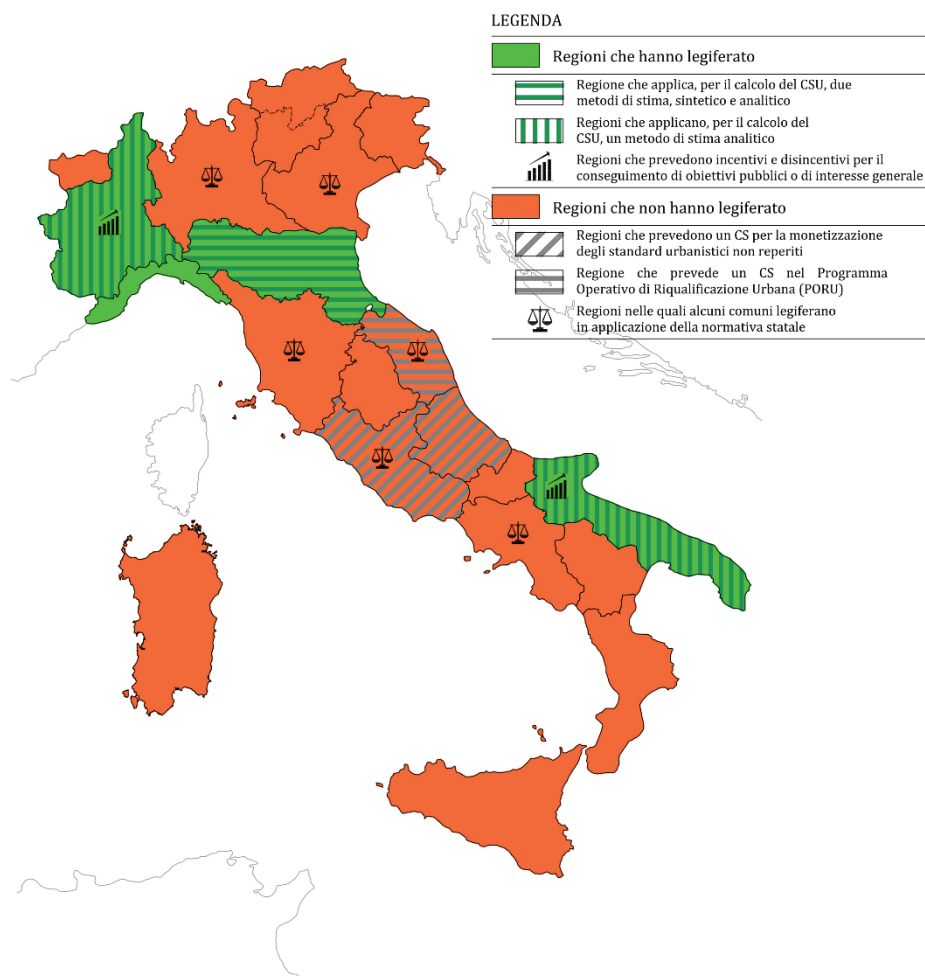 LEGENDA
Regioni che hanno legiferato
Regione che applica, per il calcolo del CSU, due
metodi di stima, sintetico e analitico
Regioni che applicano, per il calcolo del
CSU, un metodo di stima analitico
Regioni che prevedono incentivi e disincentivi per il
conseguimento di obiettivi pubblici o di interesse generale
Regioni che non hanno legiferato
Regioni che prevedono un CS per la monetizzazione
degli standard urbanistici non reperiti
Regione che prevede un CS nel Programma
Operativo di Riqualificazione Urbana (PORU)
Regioni nelle quali alcuni comuni legiferano
in applicazione della normativa statale